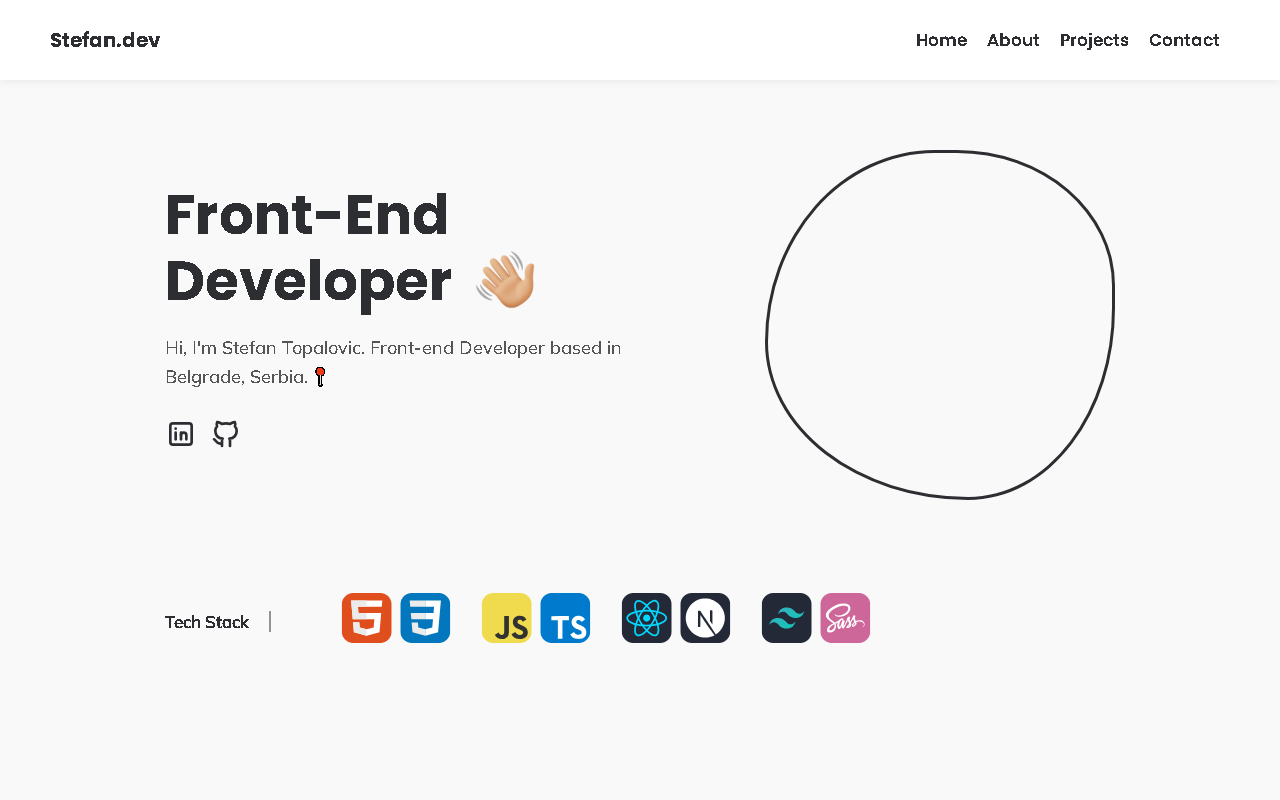 Stefan.dev
Home About Projects Contact
Front-End
Developer 👋🏼
Hi, I'm Stefan Topalovic. Front-end Developer based in
Belgrade, Serbia. 📍
in
Tech Stack |
5 3 JS TS N Sass